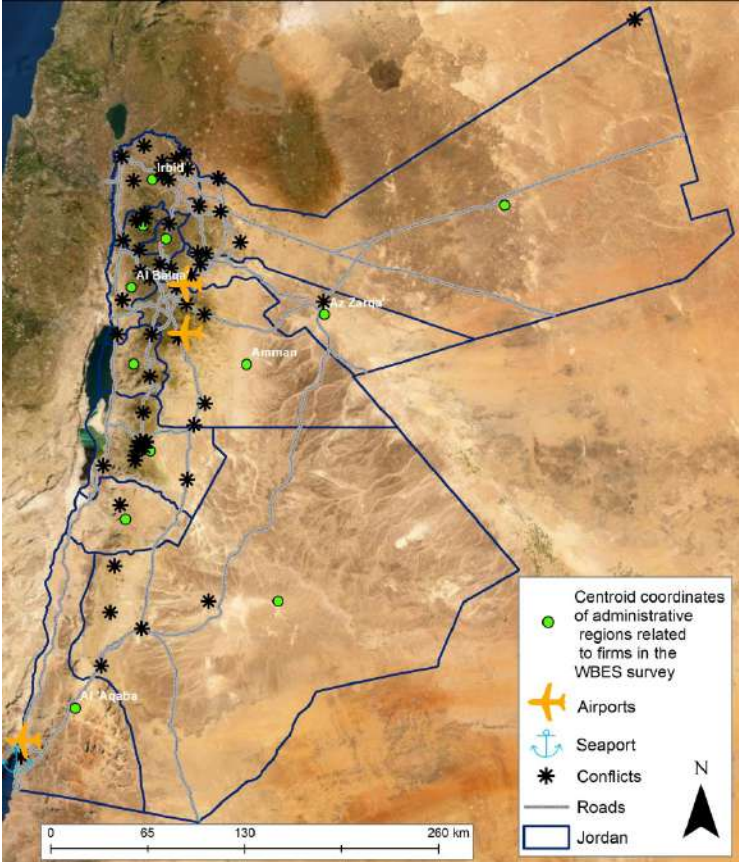 Irbid
Al Balqa'
Az Zarqa'
Amman
Al 'Aqaba
Centroid coordinates
of administrative
regions related
to firms in the
WBES survey
Airports
Seaport
Conflicts
Roads
Jordan
N
0 65 130 260 km